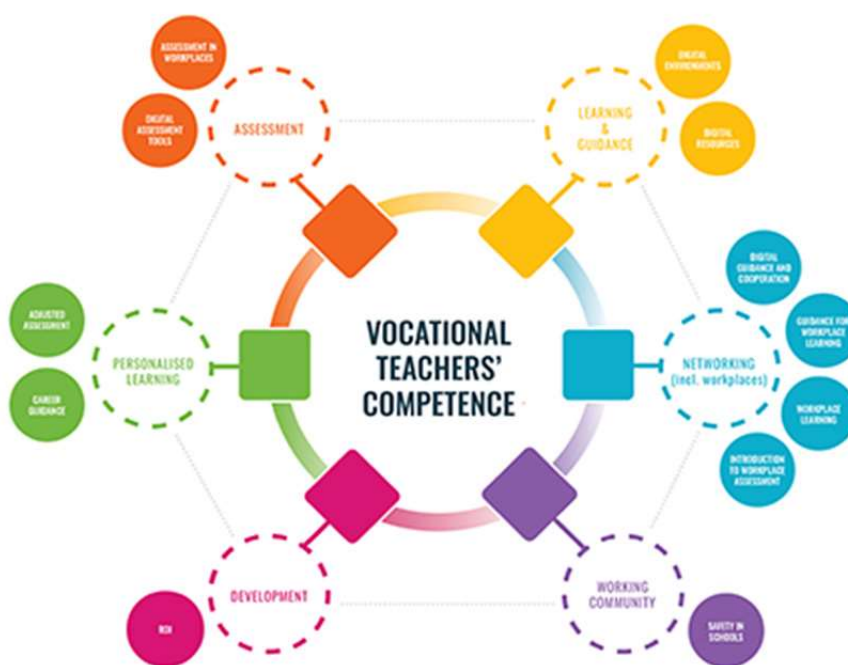 ASSESSMENT IN
WORKPLACES
DIGITAL
ASSESSMENT
TOOLS
ASSESSMENT
LEARNING
&
GUIDANCE
DIGITAL
ENVIRONMENTS
DIGITAL
RESOURCES
ADJUSTED
ASSESSMENT
CAREER
GUIDANCE
PERSONALISED
LEARNING
VOCATIONAL
TEACHERS'
COMPETENCE
NETWORKING
(incl. workplaces)
DIGITAL
GUIDANCE AND
COOPERATION
GUIDANCE FOR
WORKPLACE
LEARNING
WORKPLACE
LEARNING
INTRODUCTION
TO WORKPLACE
ASSESSMENT
DEVELOPMENT
WORKING
COMMUNITY
SAFETY IN
SCHOOLS